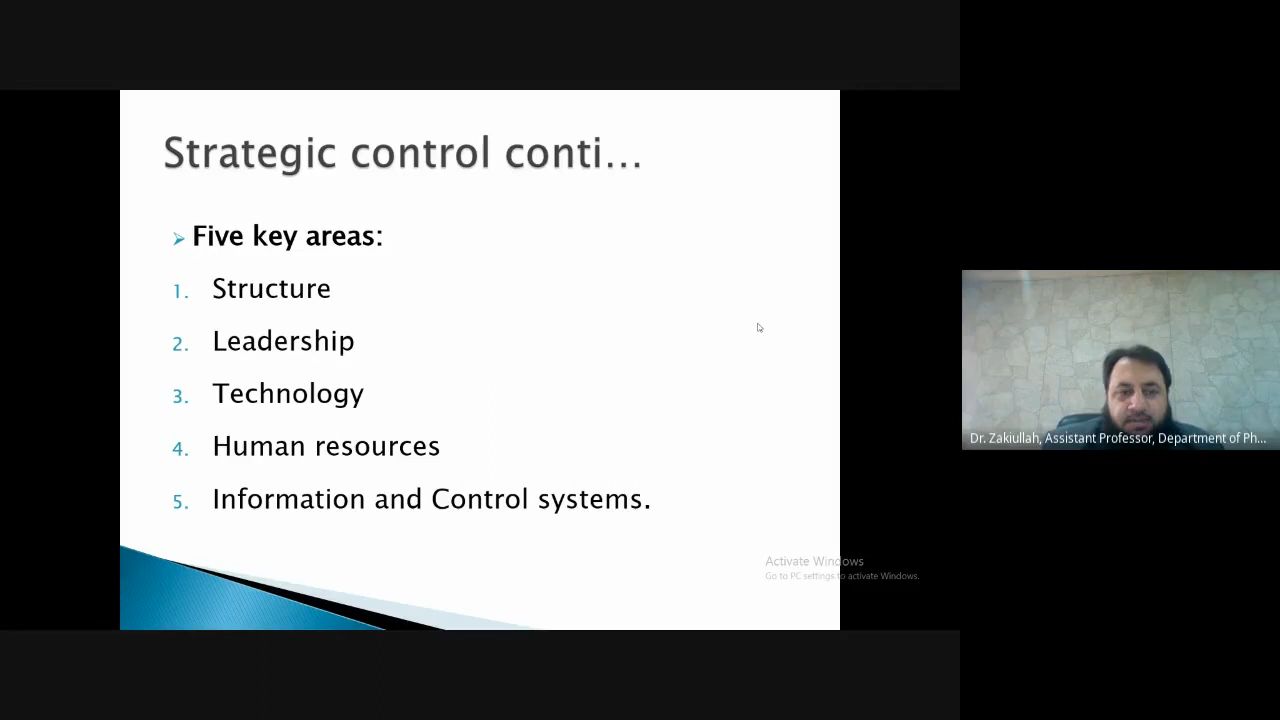 Strategic control conti…
Five key areas:
1. Structure
2. Leadership
3. Technology
4. Human resources
5. Information and Control systems.
Activate Windows
Go to PC settings to activate Windows.
Dr. Zakiullah, Assistant Professor, Department of Ph...